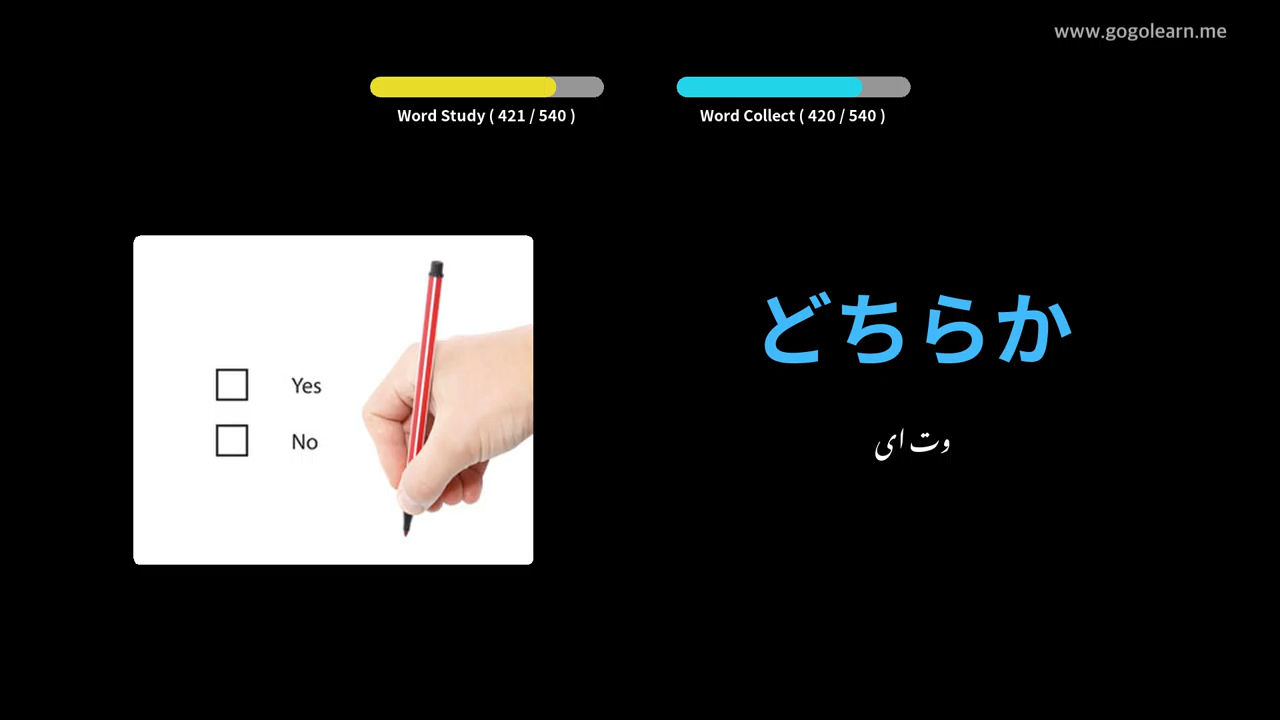 www.gogolearn.me
Word Study ( 421 / 540 )
Word Collect ( 420 / 540 )
Yes
No
どちらか
وت ای